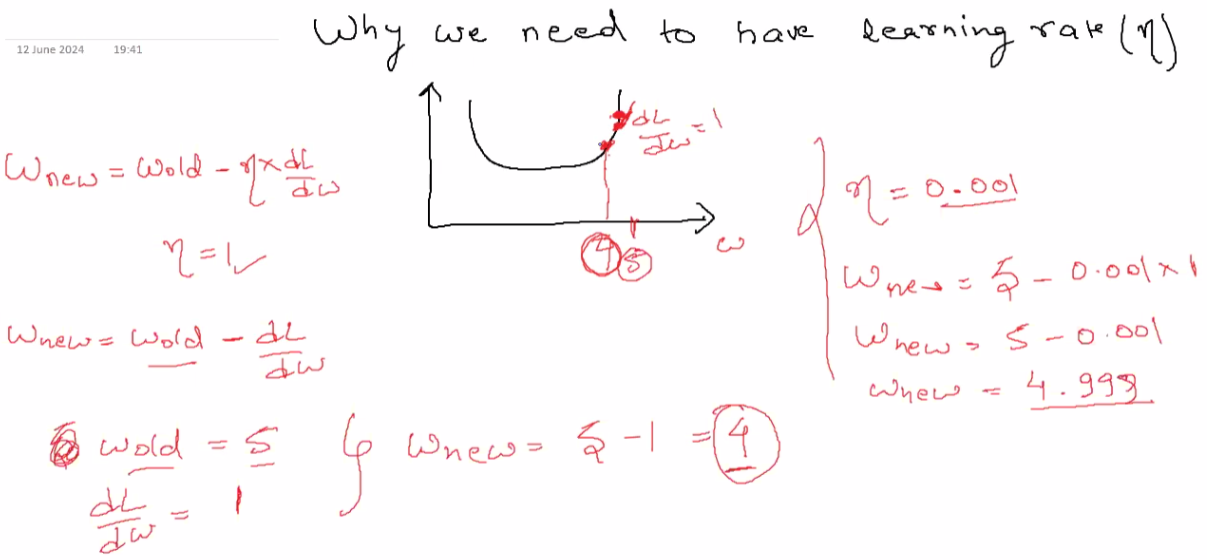 Why we need to have learning rate (η)
12 June 2024 19:41
dL/dw = 1
w
4 5
Wnew = Wold - η × dL/dw
η = 1 ✓
Wnew = Wold - dL/dw
Wold = 5
dL/dw = 1
Wnew = 5 - 1 = 4
η = 0.001
Wnew = 5 - 0.001 × 1
Wnew = 5 - 0.001
Wnew = 4.999